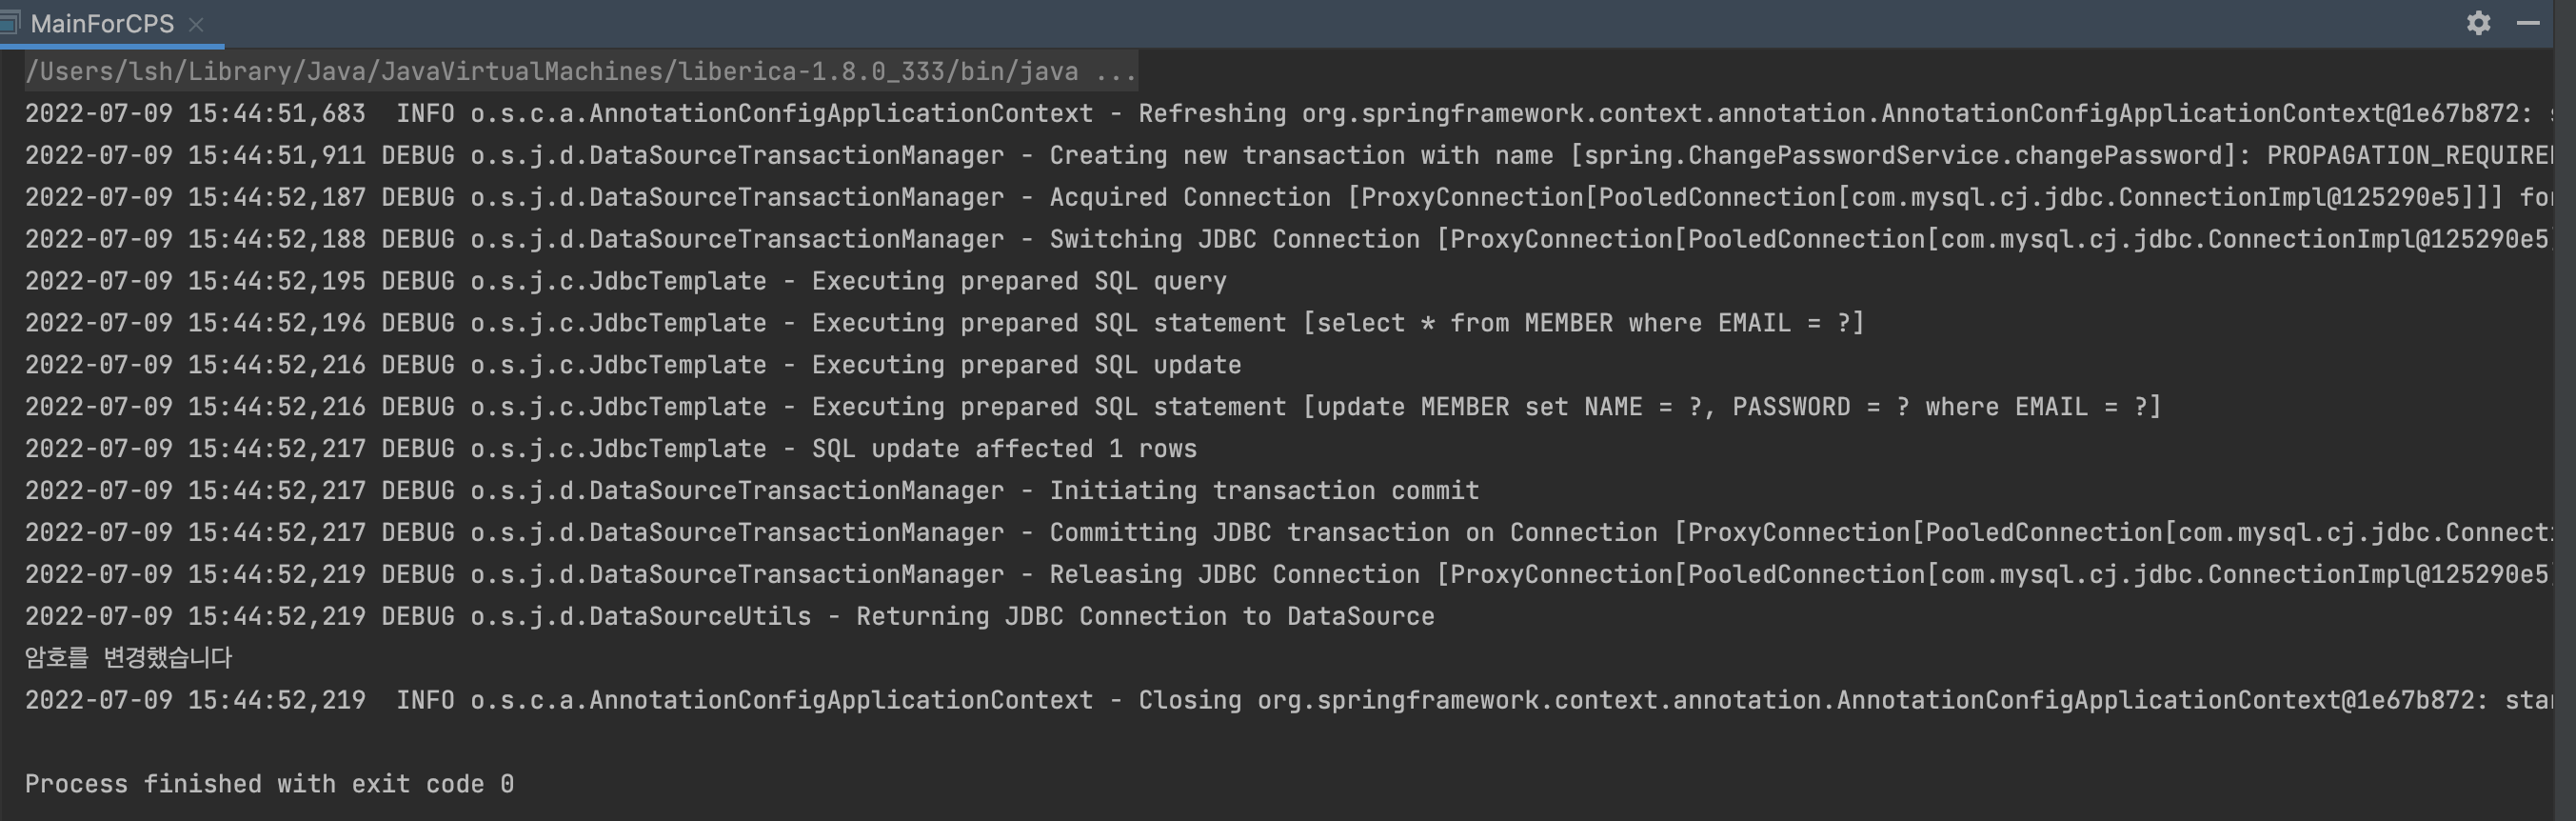 MainForCPS
/Users/lsh/Library/Java/JavaVirtualMachines/liberica-1.8.0_333/bin/java ...
2022-07-09 15:44:51,683  INFO o.s.c.a.AnnotationConfigApplicationContext - Refreshing org.springframework.context.annotation.AnnotationConfigApplicationContext@1e67b872:
2022-07-09 15:44:51,911 DEBUG o.s.j.d.DataSourceTransactionManager - Creating new transaction with name [spring.ChangePasswordService.changePassword]: PROPAGATION_REQUIRE
2022-07-09 15:44:52,187 DEBUG o.s.j.d.DataSourceTransactionManager - Acquired Connection [ProxyConnection[PooledConnection[com.mysql.cj.jdbc.ConnectionImpl@125290e5]]] fo
2022-07-09 15:44:52,188 DEBUG o.s.j.d.DataSourceTransactionManager - Switching JDBC Connection [ProxyConnection[PooledConnection[com.mysql.cj.jdbc.ConnectionImpl@125290e5
2022-07-09 15:44:52,195 DEBUG o.s.j.c.JdbcTemplate - Executing prepared SQL query
2022-07-09 15:44:52,196 DEBUG o.s.j.c.JdbcTemplate - Executing prepared SQL statement [select * from MEMBER where EMAIL = ?]
2022-07-09 15:44:52,216 DEBUG o.s.j.c.JdbcTemplate - Executing prepared SQL update
2022-07-09 15:44:52,216 DEBUG o.s.j.c.JdbcTemplate - Executing prepared SQL statement [update MEMBER set NAME = ?, PASSWORD = ? where EMAIL = ?]
2022-07-09 15:44:52,217 DEBUG o.s.j.c.JdbcTemplate - SQL update affected 1 rows
2022-07-09 15:44:52,217 DEBUG o.s.j.d.DataSourceTransactionManager - Initiating transaction commit
2022-07-09 15:44:52,217 DEBUG o.s.j.d.DataSourceTransactionManager - Committing JDBC transaction on Connection [ProxyConnection[PooledConnection[com.mysql.cj.jdbc.Connect
2022-07-09 15:44:52,219 DEBUG o.s.j.d.DataSourceTransactionManager - Releasing JDBC Connection [ProxyConnection[PooledConnection[com.mysql.cj.jdbc.ConnectionImpl@125290e5
2022-07-09 15:44:52,219 DEBUG o.s.j.d.DataSourceUtils - Returning JDBC Connection to DataSource
암호를 변경했습니다
2022-07-09 15:44:52,219  INFO o.s.c.a.AnnotationConfigApplicationContext - Closing org.springframework.context.annotation.AnnotationConfigApplicationContext@1e67b872: sta
Process finished with exit code 0